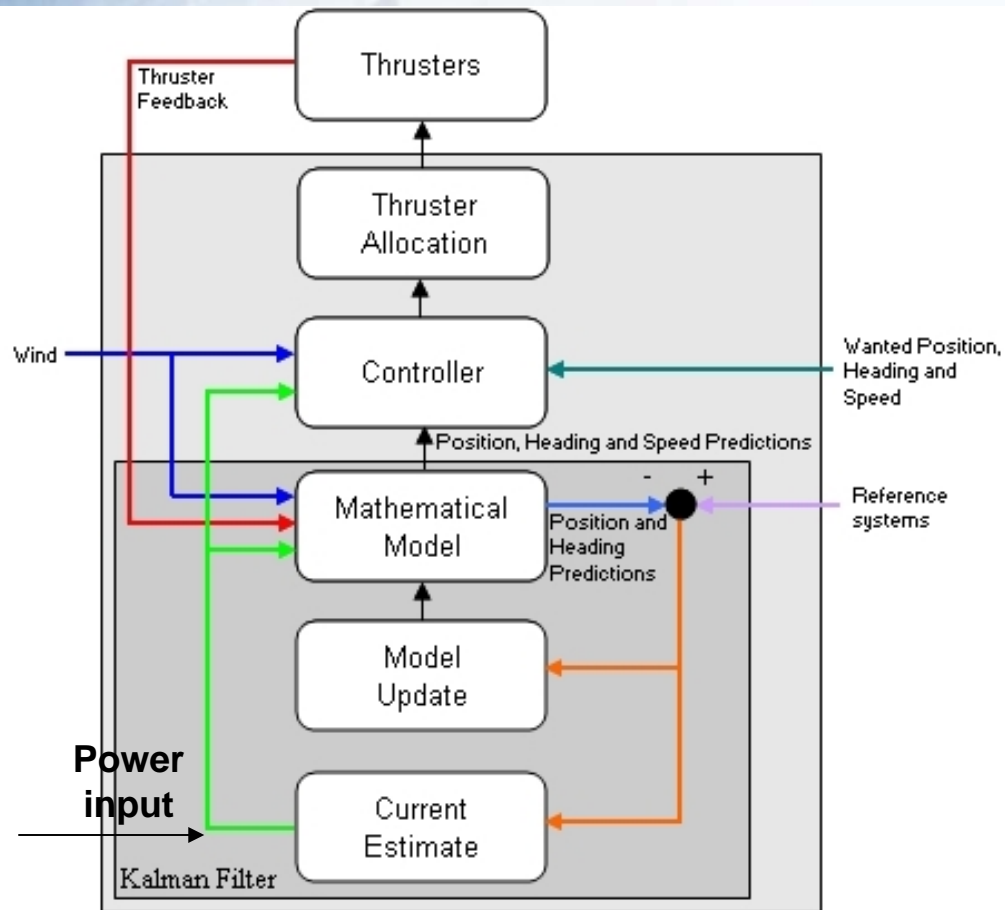 Thrusters
Thruster
Feedback
Thruster
Allocation
Wind
Controller
Wanted Position,
Heading and
Speed
Position, Heading and Speed Predictions
- +
Mathematical
Model
Position and
Heading
Predictions
Reference
systems
Model
Update
Power
input
Current
Estimate
Kalman Filter